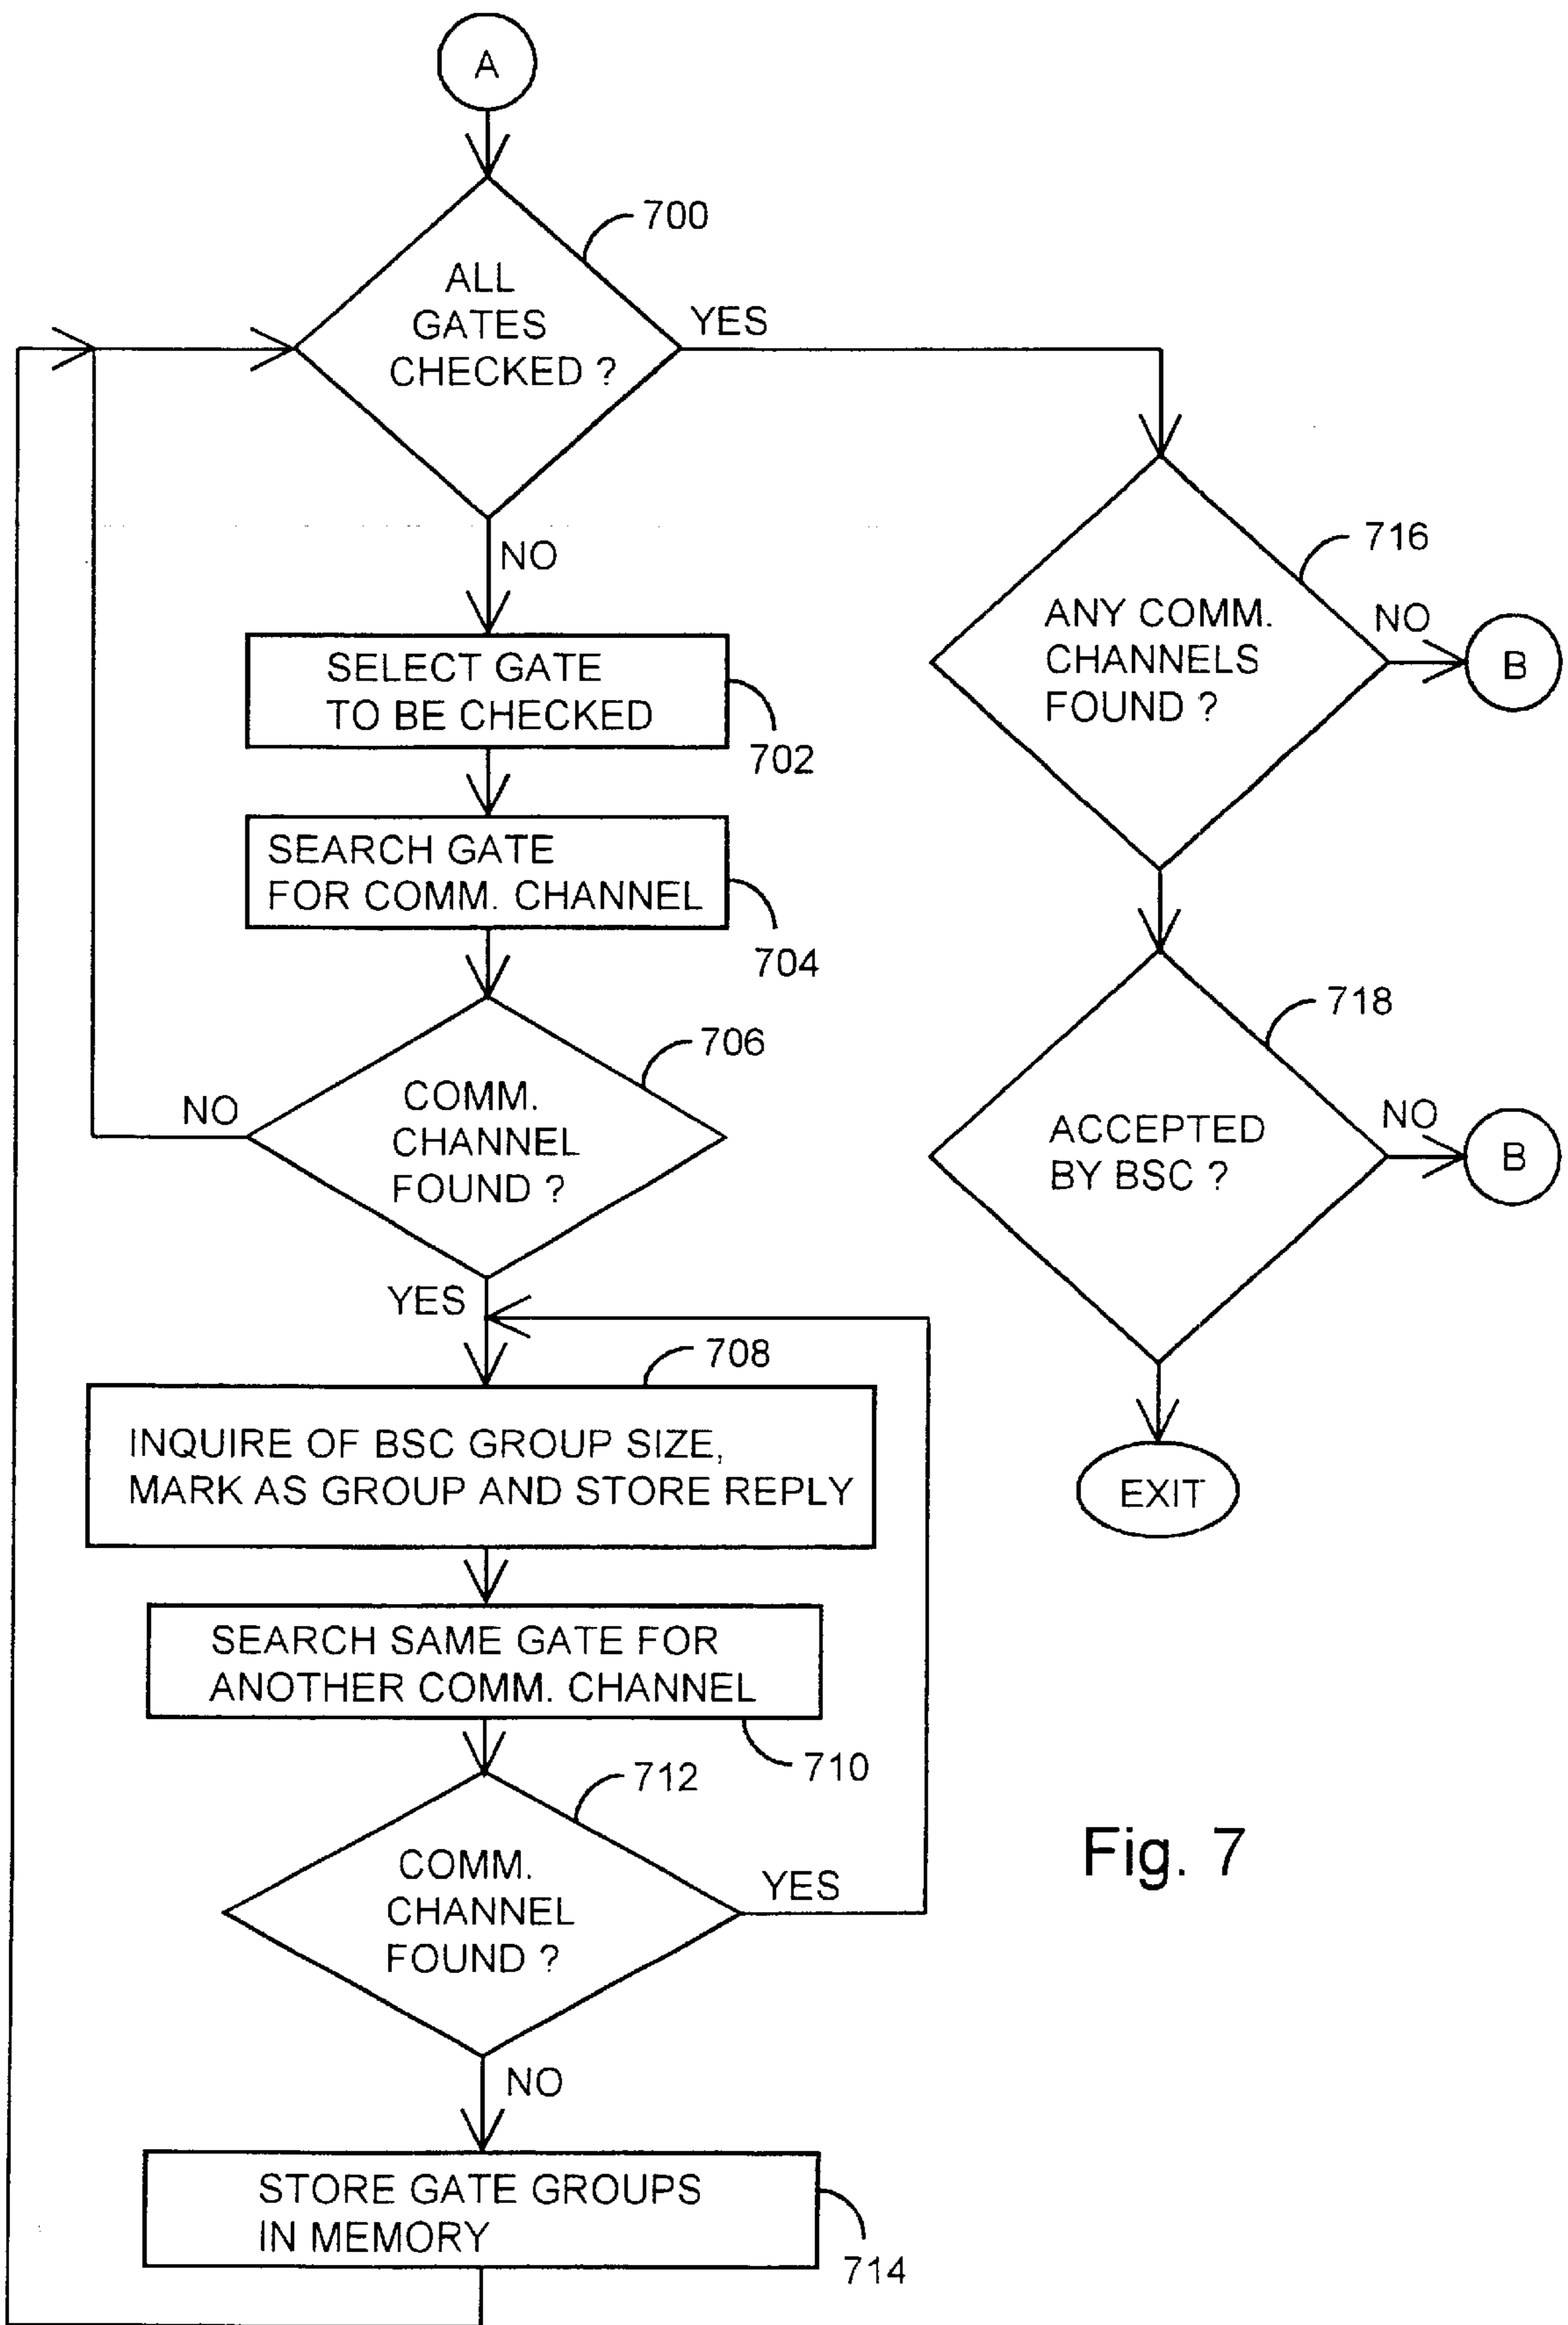 A
700
ALL
GATES
CHECKED ?
YES
NO
716
ANY COMM.
CHANNELS
FOUND ?
NO
B
SELECT GATE
TO BE CHECKED
702
SEARCH GATE
FOR COMM. CHANNEL
704
718
ACCEPTED
BY BSC ?
NO
B
706
COMM.
CHANNEL
FOUND ?
NO
YES
708
INQUIRE OF BSC GROUP SIZE,
MARK AS GROUP AND STORE REPLY
EXIT
SEARCH SAME GATE FOR
ANOTHER COMM. CHANNEL
710
712
COMM.
CHANNEL
FOUND ?
YES
NO
Fig. 7
STORE GATE GROUPS
IN MEMORY
714